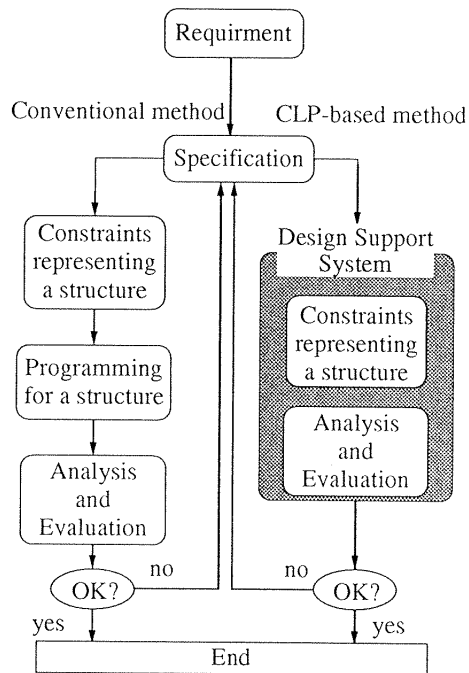 Requirment
Conventional method
CLP-based method
Specification
Constraints
representing
a structure
Programming
for a structure
Analysis
and
Evaluation
OK?
no
yes
Design Support
System
Constraints
representing
a structure
Analysis
and
Evaluation
OK?
no
yes
End